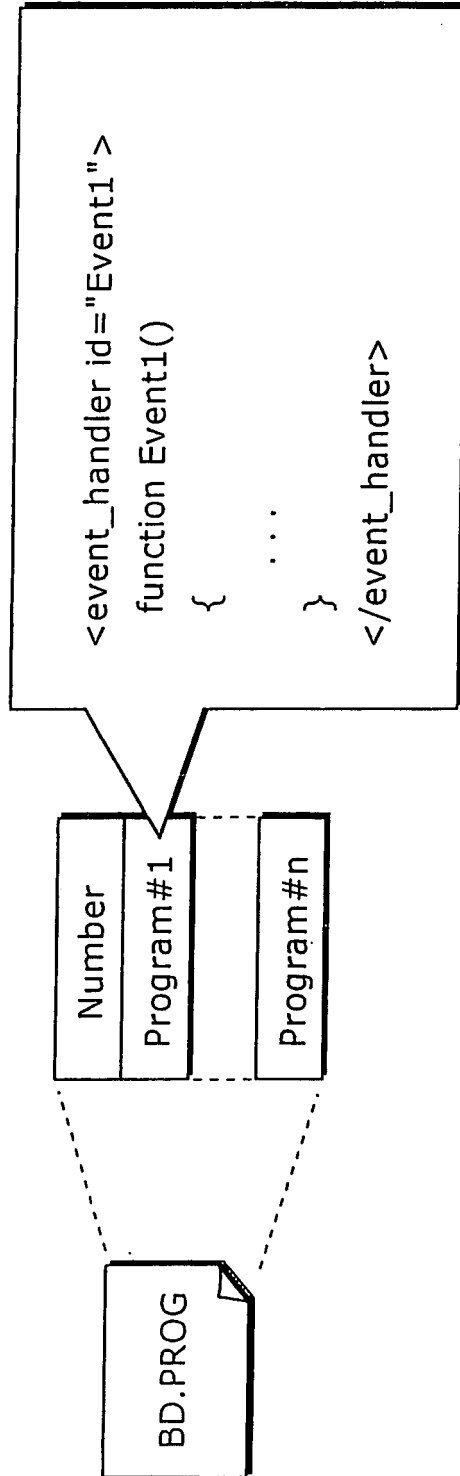 BD.PROG
Number
Program#1
Program#n
<event_handler id="Event1">
function Event1()
{
. . .
}
</event_handler>